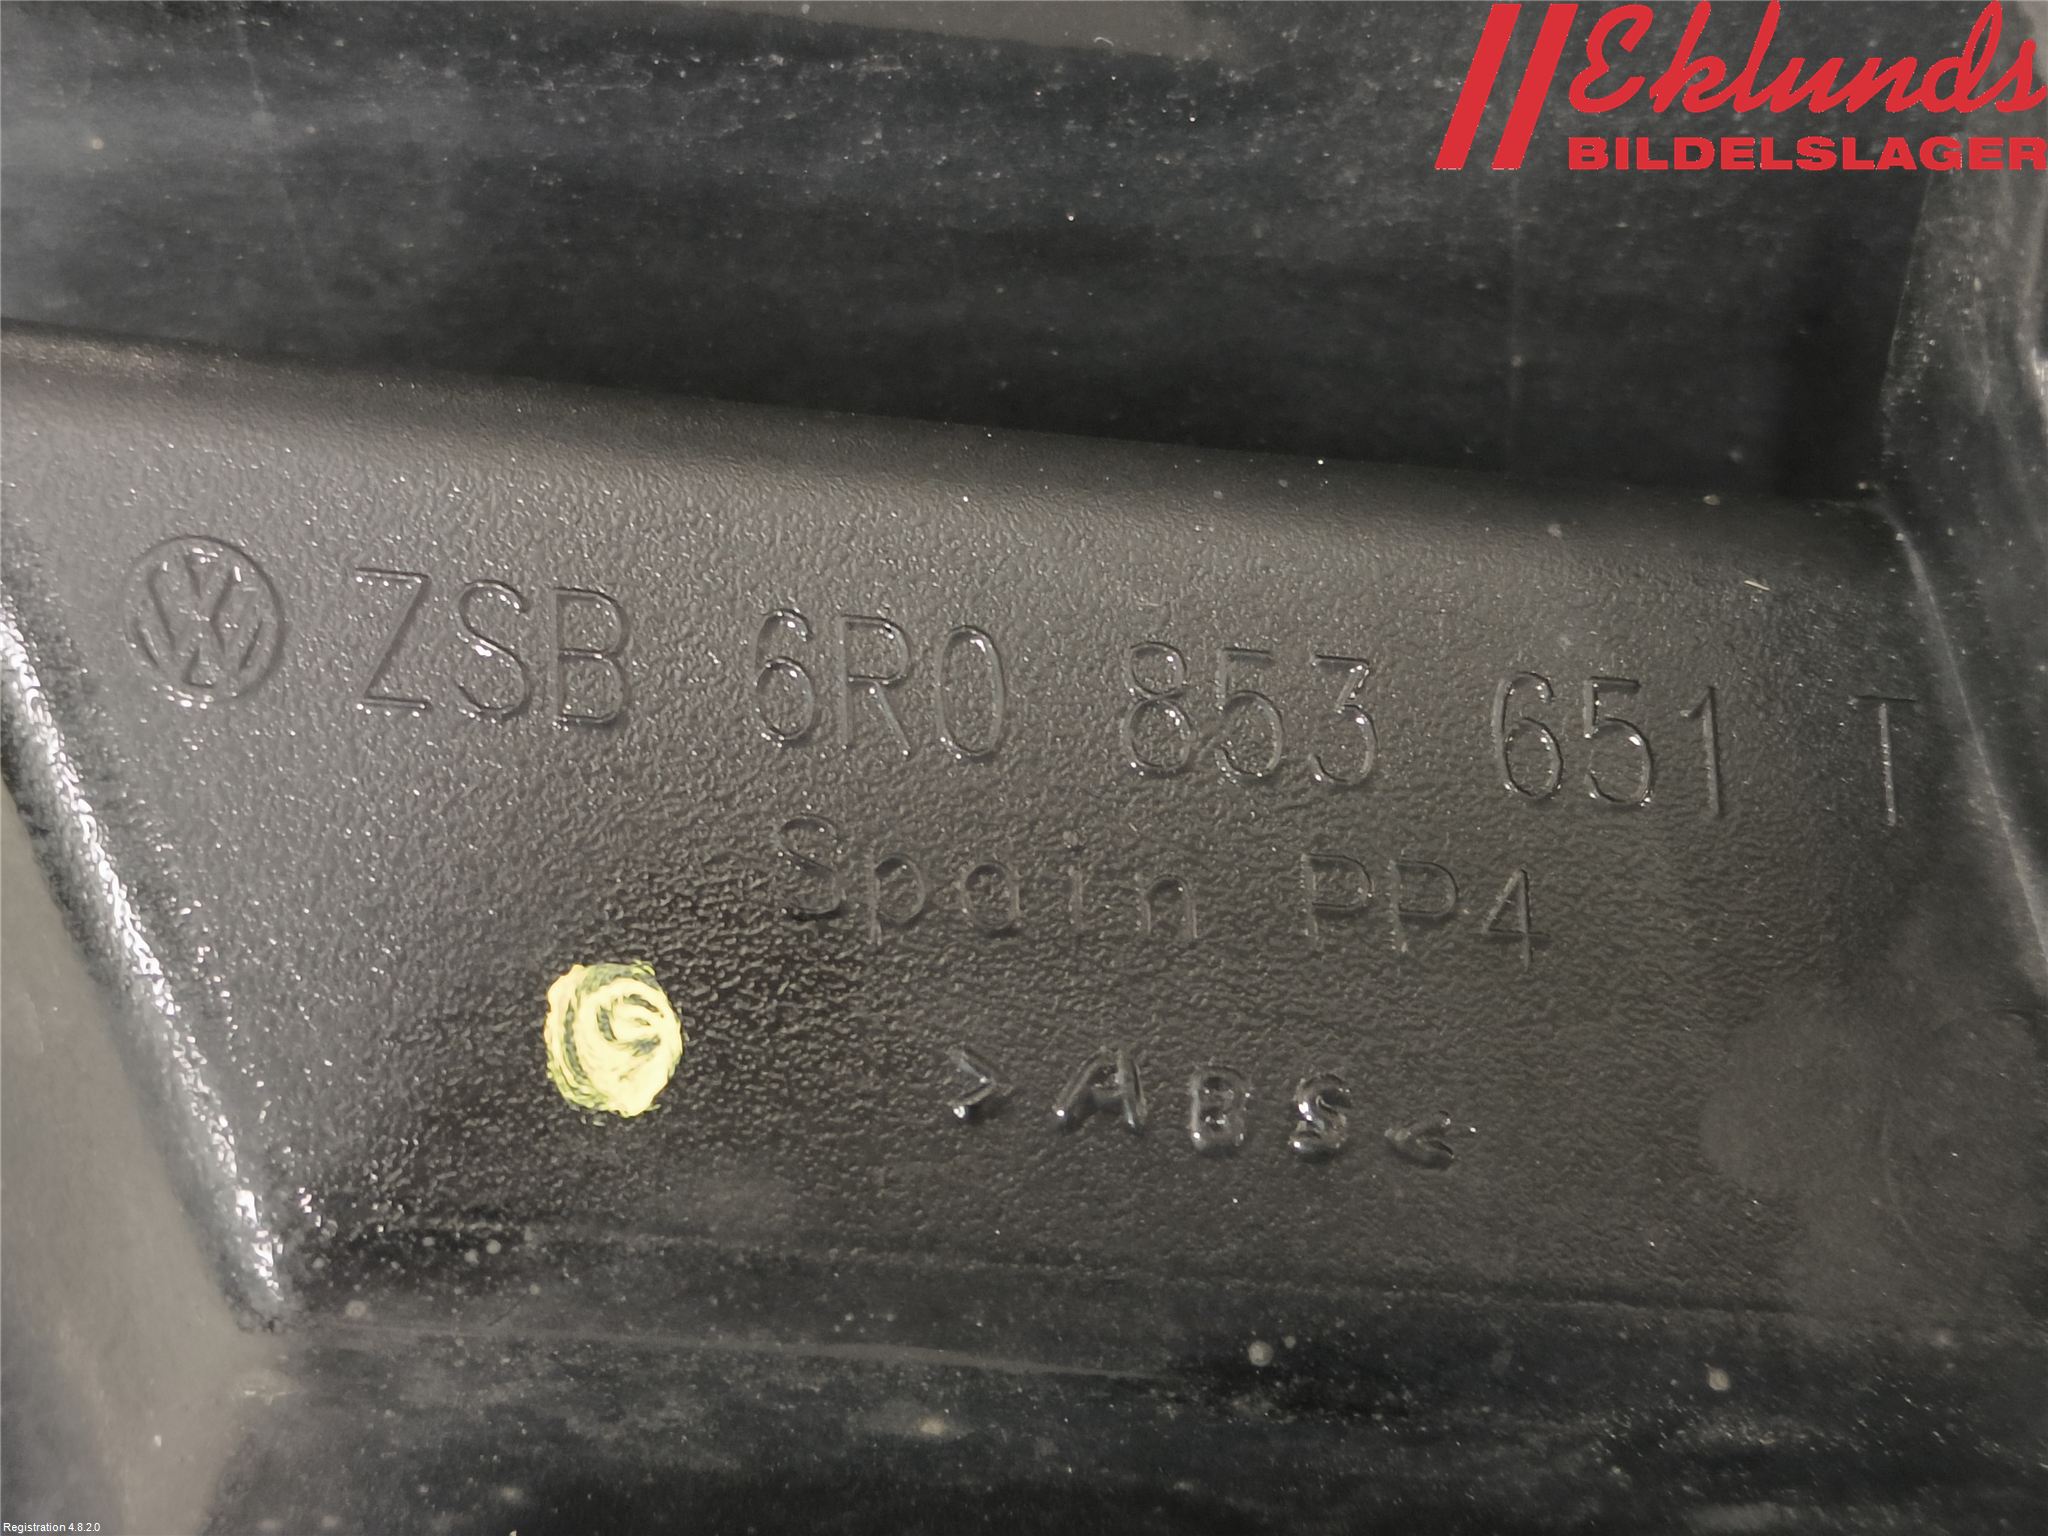 Eklunds
BILDELSLAGER
ZSB 6R0 853 651 T
Spain PP4
>ABS<
Registration 4.8.2.0